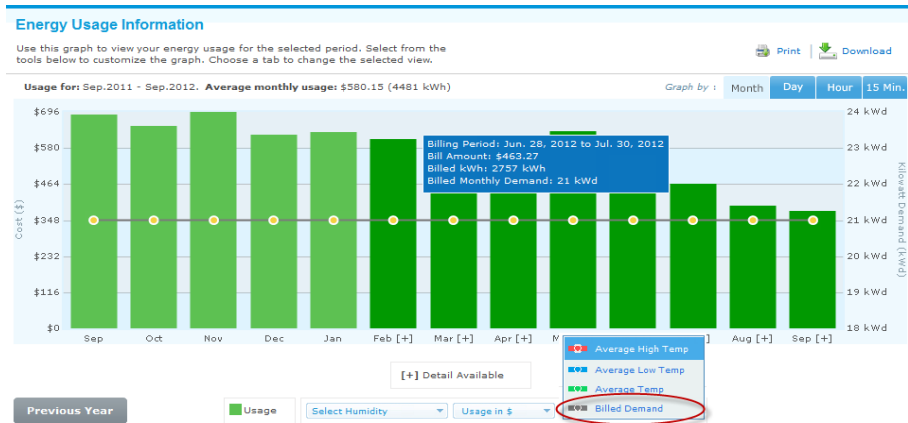 Energy Usage Information
Use this graph to view your energy usage for the selected period. Select from the
tools below to customize the graph. Choose a tab to change the selected view.
Print | Download
Usage for: Sep.2011 - Sep.2012. Average monthly usage: $580.15 (4481 kWh)
Graph by : Month Day Hour 15 Min.
$696 24 kWd
$580 23 kWd
$464 22 kWd
$348 21 kWd
$232 20 kWd
$116 19 kWd
$0 18 kWd
Cost ($)
Kilowatt Demand (kWd)
Billing Period: Jun. 28, 2012 to Jul. 30, 2012
Bill Amount: $463.27
Billed kWh: 2757 kWh
Billed Monthly Demand: 21 kWd
Sep Oct Nov Dec Jan Feb [+] Mar [+] Apr [+] M ] Aug [+] Sep [+]
Average High Temp
Average Low Temp
Average Temp
Billed Demand
[+] Detail Available
Previous Year Usage Select Humidity Usage in $